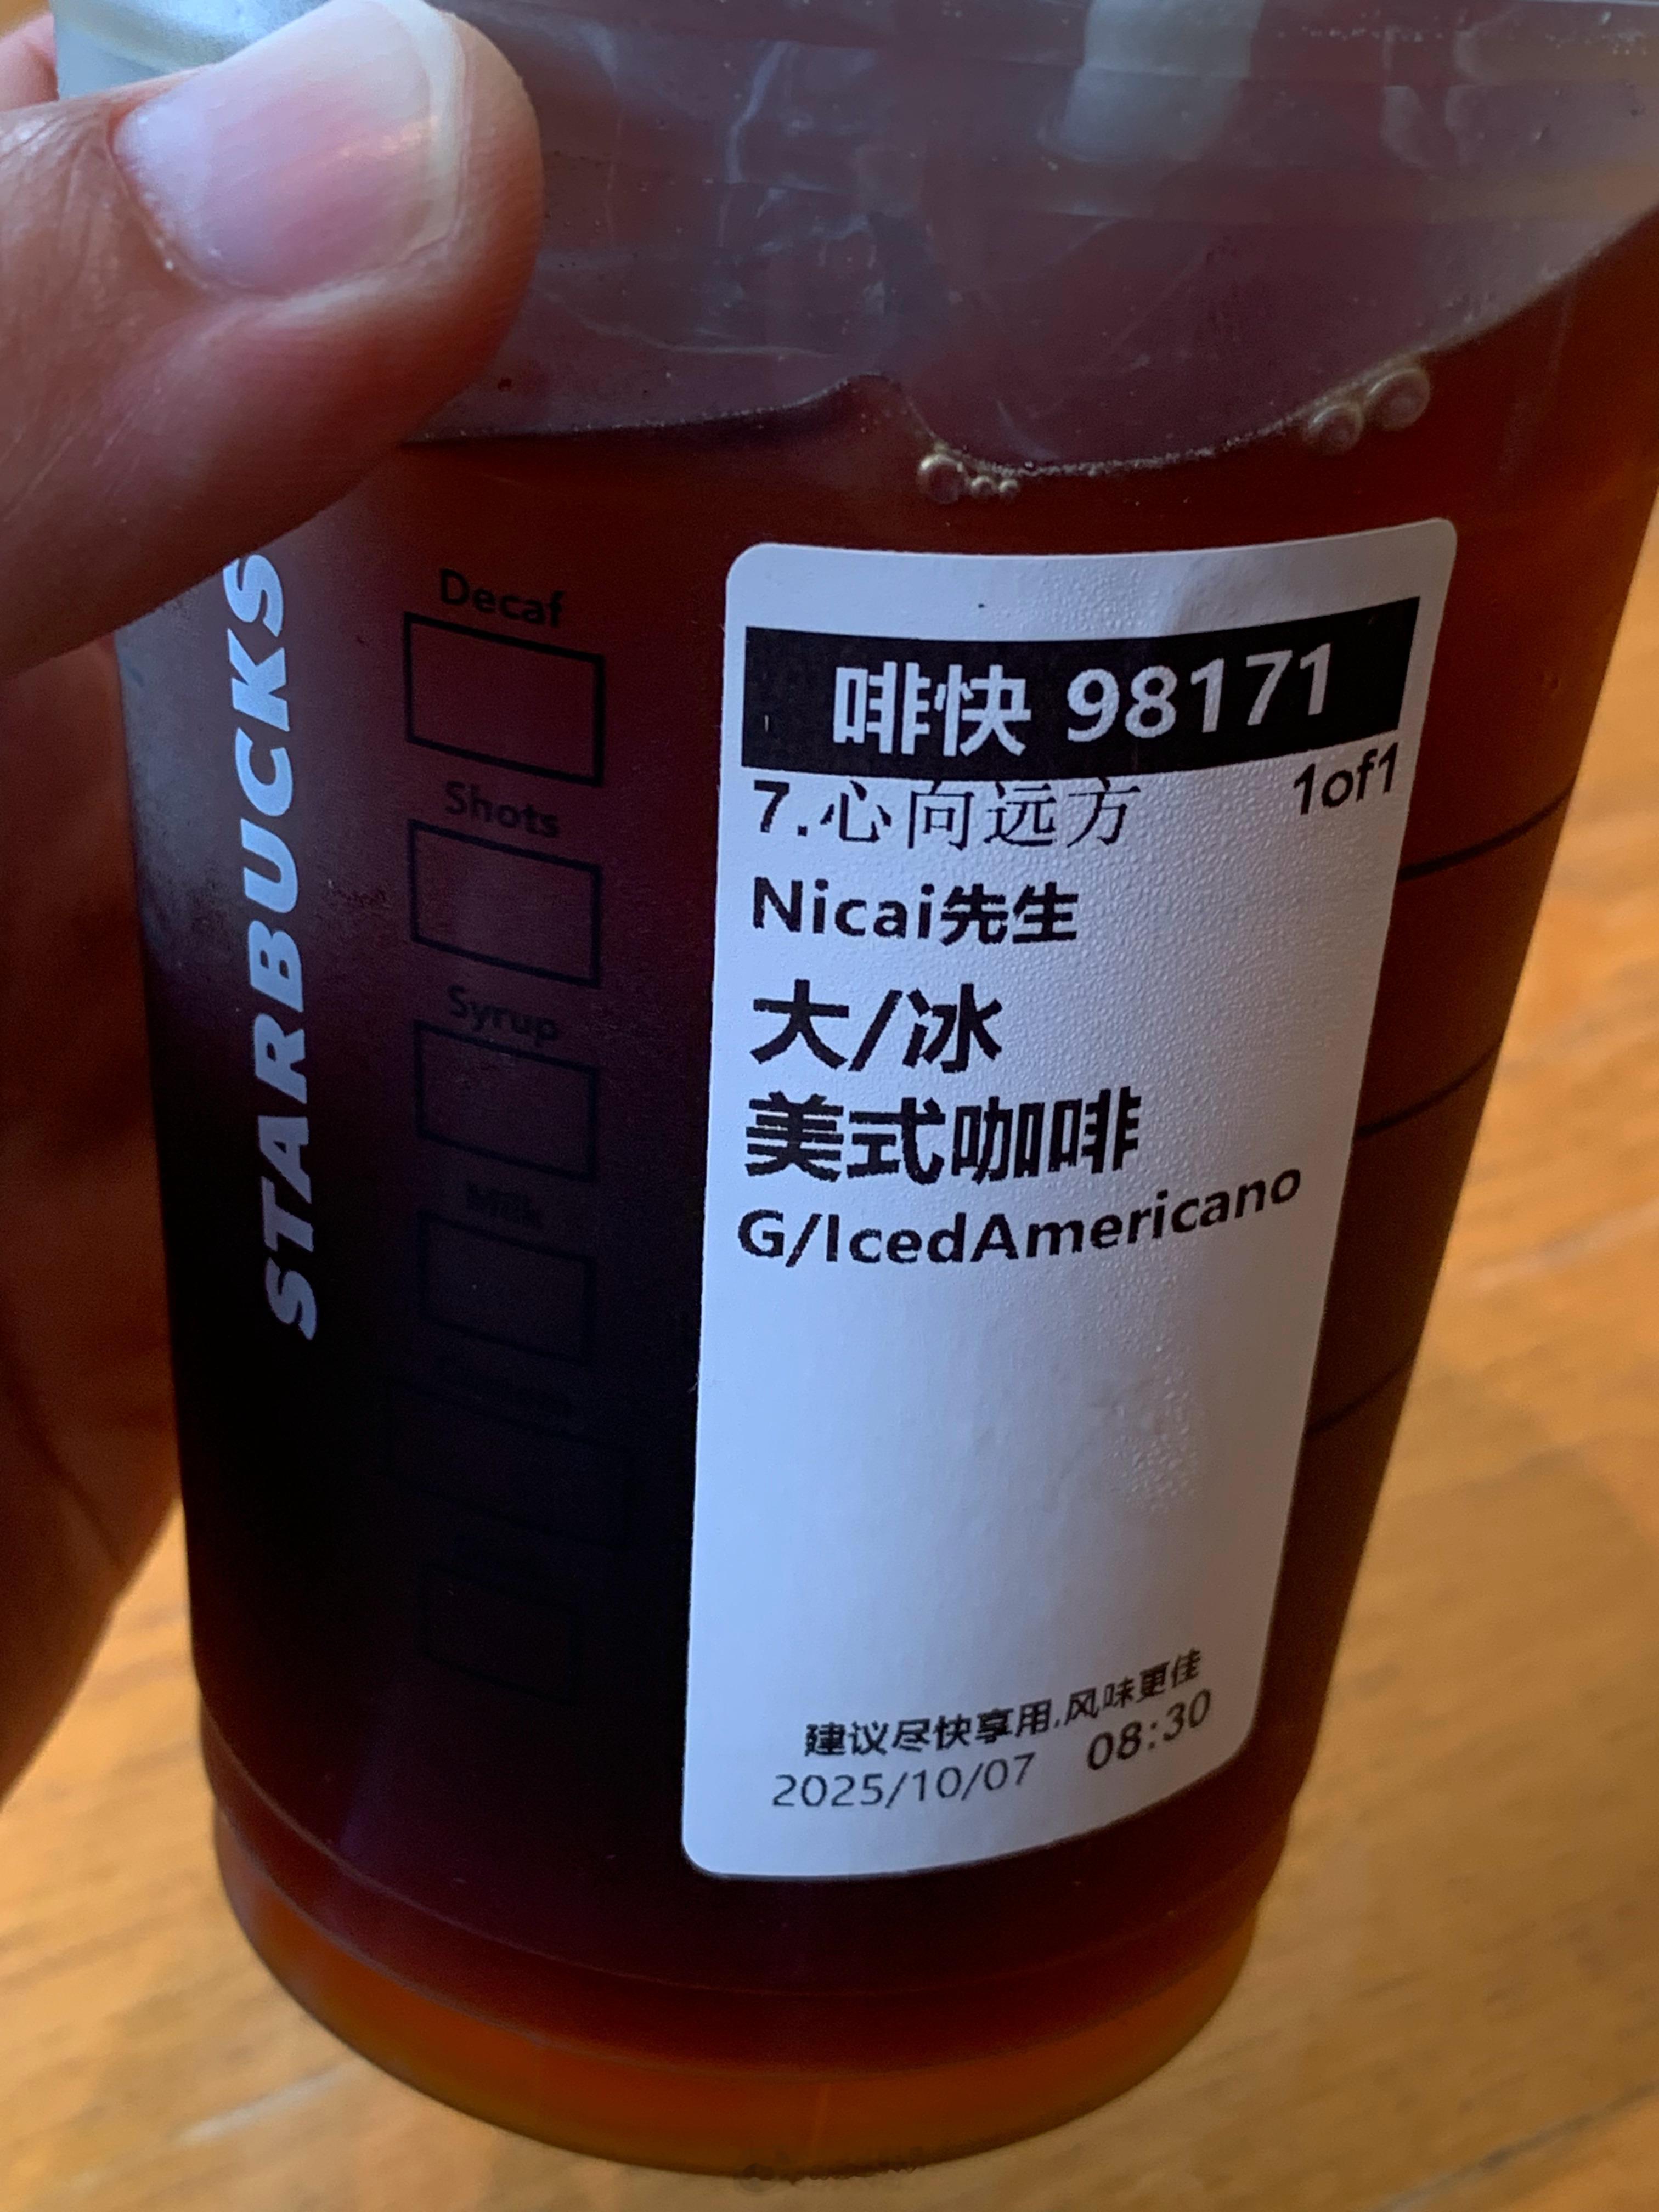 STARBUCKS
Decaf
Shots
Syrup
Milk
啡快 98171
1of1
7.心向远方
Nicai先生
大/冰
美式咖啡
G/IcedAmericano
建议尽快享用.风味更佳
2025/10/07 08:30